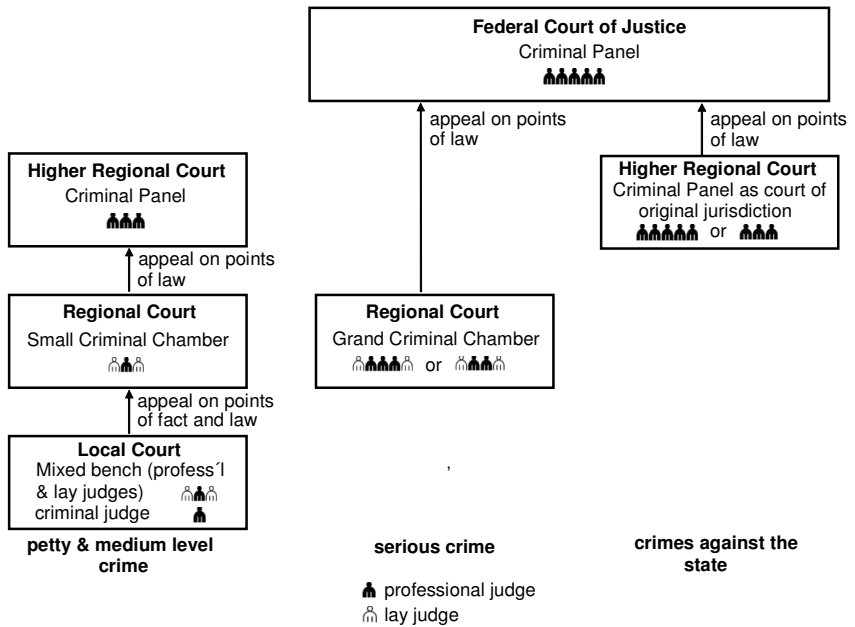 Federal Court of Justice
Criminal Panel
appeal on points
of law
appeal on points
of law
Higher Regional Court
Criminal Panel
Higher Regional Court
Criminal Panel as court of
original jurisdiction
or
appeal on points
of law
Regional Court
Small Criminal Chamber
Regional Court
Grand Criminal Chamber
or
appeal on points
of fact and law
Local Court
Mixed bench (profess´l
& lay judges)
criminal judge
,
petty & medium level
crime
serious crime
crimes against the
state
professional judge
lay judge